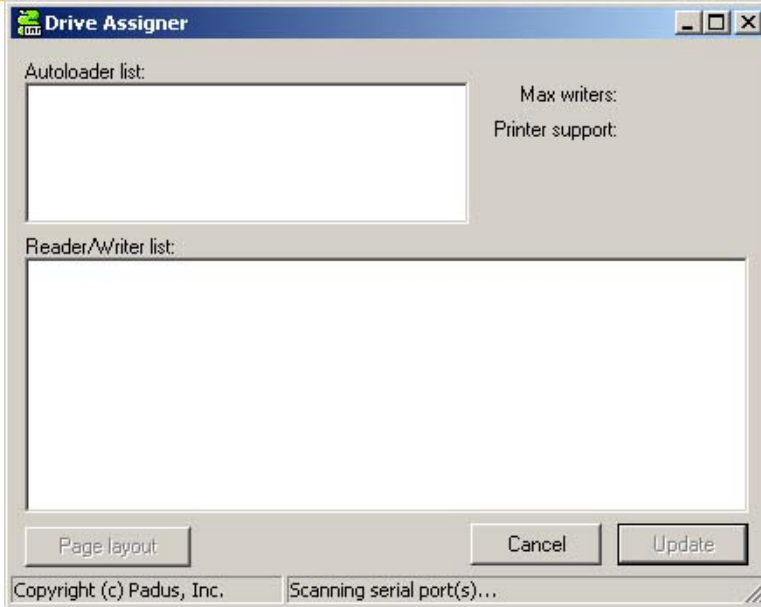 Drive Assigner
Autoloader list:
Max writers:
Printer support:
Reader/Writer list:
Page layout
Cancel
Update
Copyright (c) Padus, Inc.
Scanning serial port(s)...